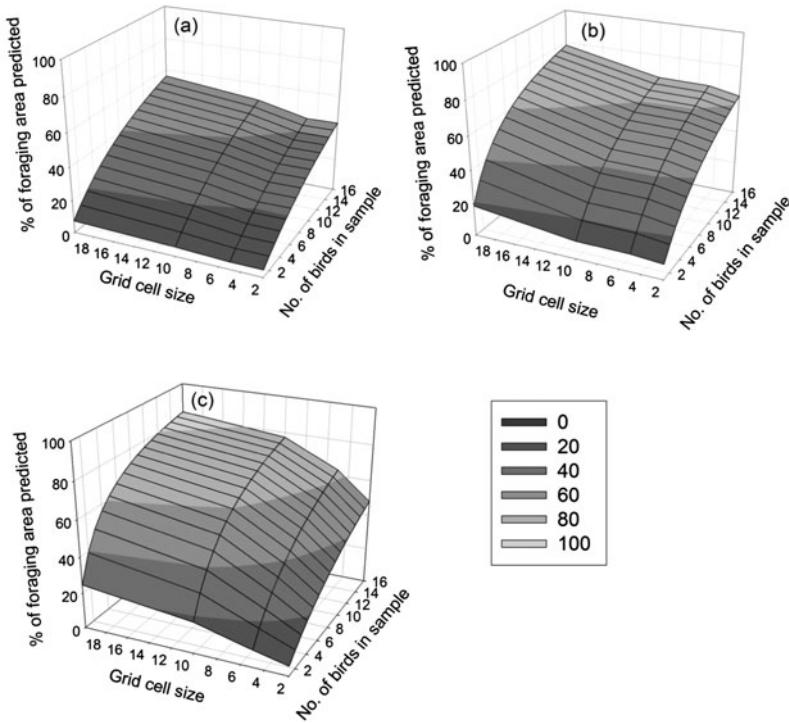 (a)
% of foraging area predicted
100
80
60
40
20
0
18 16 14 12 10 8 6 4 2
Grid cell size
2 4 6 8 10 12 14 16
No. of birds in sample
(b)
% of foraging area predicted
100
80
60
40
20
0
18 16 14 12 10 8 6 4 2
Grid cell size
2 4 6 8 10 12 14 16
No. of birds in sample
(c)
% of foraging area predicted
100
80
60
40
20
0
18 16 14 12 10 8 6 4 2
Grid cell size
2 4 6 8 10 12 14 16
No. of birds in sample
0
20
40
60
80
100